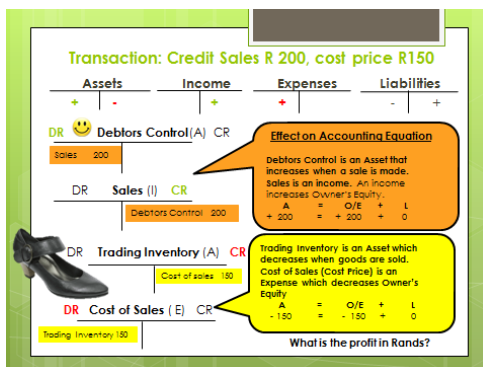 Transaction: Credit Sales R 200, cost price R150
Assets Income Expenses Liabilities
+ - + + - +
DR Debtors Control(A) CR
Sales 200
DR Sales (I) CR
Debtors Control 200
DR Trading Inventory (A) CR
Cost of sales 150
DR Cost of Sales ( E) CR
Trading Inventory 150
Effect on Accounting Equation
Debtors Control is an Asset that
increases when a sale is made.
Sales is an income. An income
increases Owner's Equity.
A = O/E + L
+ 200 = + 200 + 0
Trading Inventory is an Asset which
decreases when goods are sold.
Cost of Sales (Cost Price) is an
Expense which decreases Owner's
Equity
A = O/E + L
- 150 = - 150 + 0
What is the profit in Rands?